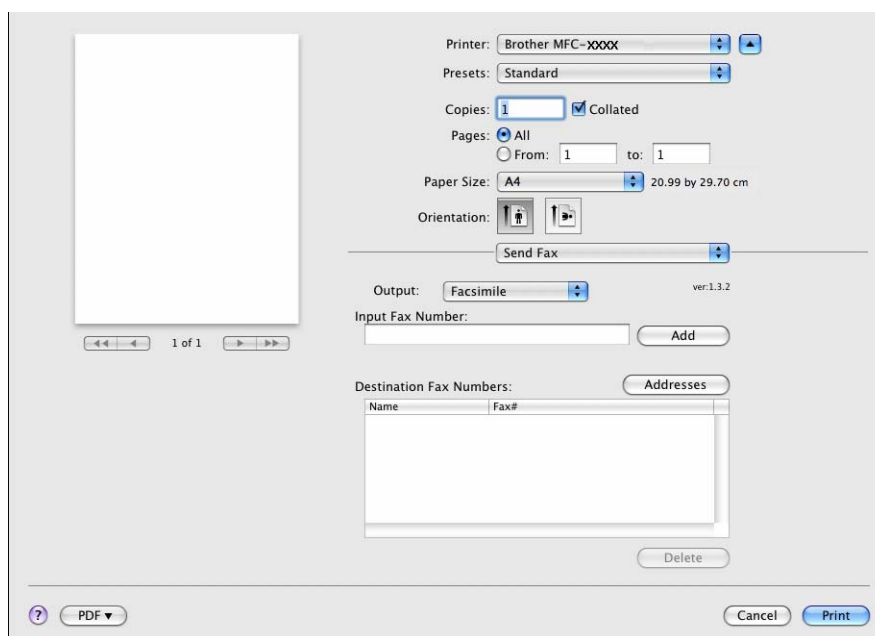 Printer: Brother MFC-XXXX
Presets: Standard
Copies: 1 Collated
Pages: All
From: 1 to: 1
Paper Size: A4 20.99 by 29.70 cm
Orientation:
Send Fax
Output: Facsimile ver:1.3.2
Input Fax Number:
Add
1 of 1
Destination Fax Numbers: Addresses
Name Fax#
Delete
? PDF Cancel Print